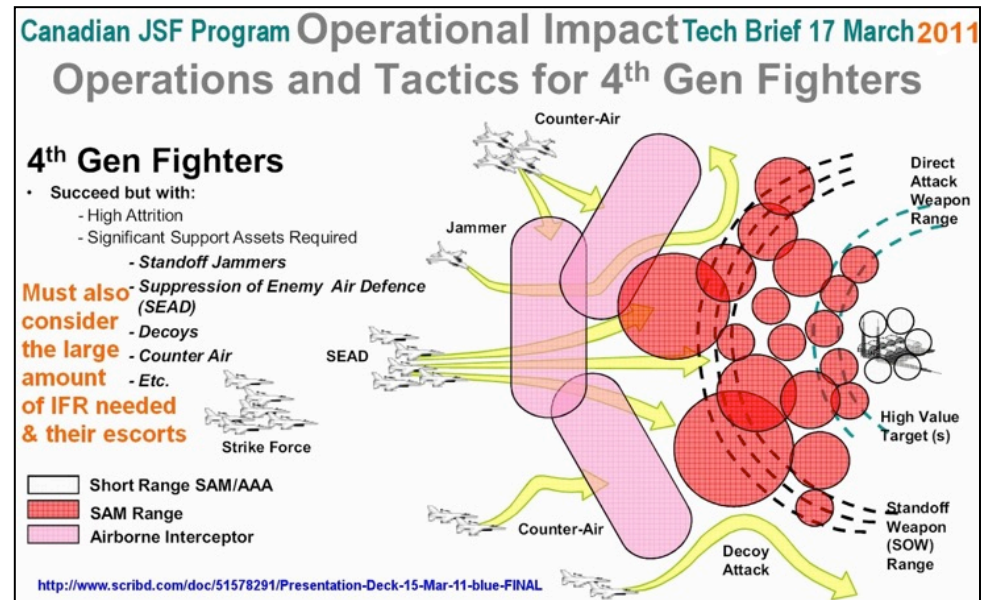 Canadian JSF Program Operational Impact Tech Brief 17 March 2011
Operations and Tactics for 4th Gen Fighters
4th Gen Fighters
• Succeed but with:
- High Attrition
- Significant Support Assets Required
- Standoff Jammers
- Suppression of Enemy Air Defence
(SEAD)
- Decoys
- Counter Air
- Etc.
Must also
consider
the large
amount
of IFR needed
& their escorts
Strike Force
Counter-Air
Jammer
SEAD
Counter-Air
Decoy
Attack
Direct
Attack
Weapon
Range
High Value
Target (s)
Standoff
Weapon
(SOW)
Range
Short Range SAM/AAA
SAM Range
Airborne Interceptor
http://www.scribd.com/doc/51578291/Presentation-Deck-15-Mar-11-blue-FINAL